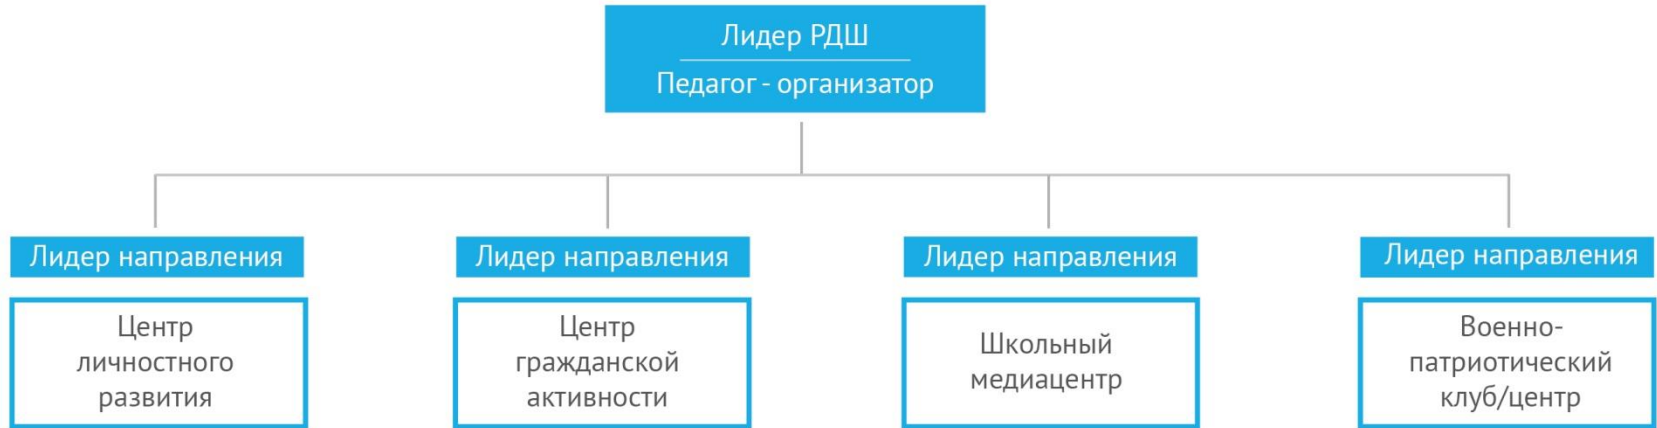 Лидер РДШ
Педагог - организатор
Лидер направления
Центр
личностного
развития
Лидер направления
Центр
гражданской
активности
Лидер направления
Школьный
медиацентр
Лидер направления
Военно-
патриотический
клуб/центр